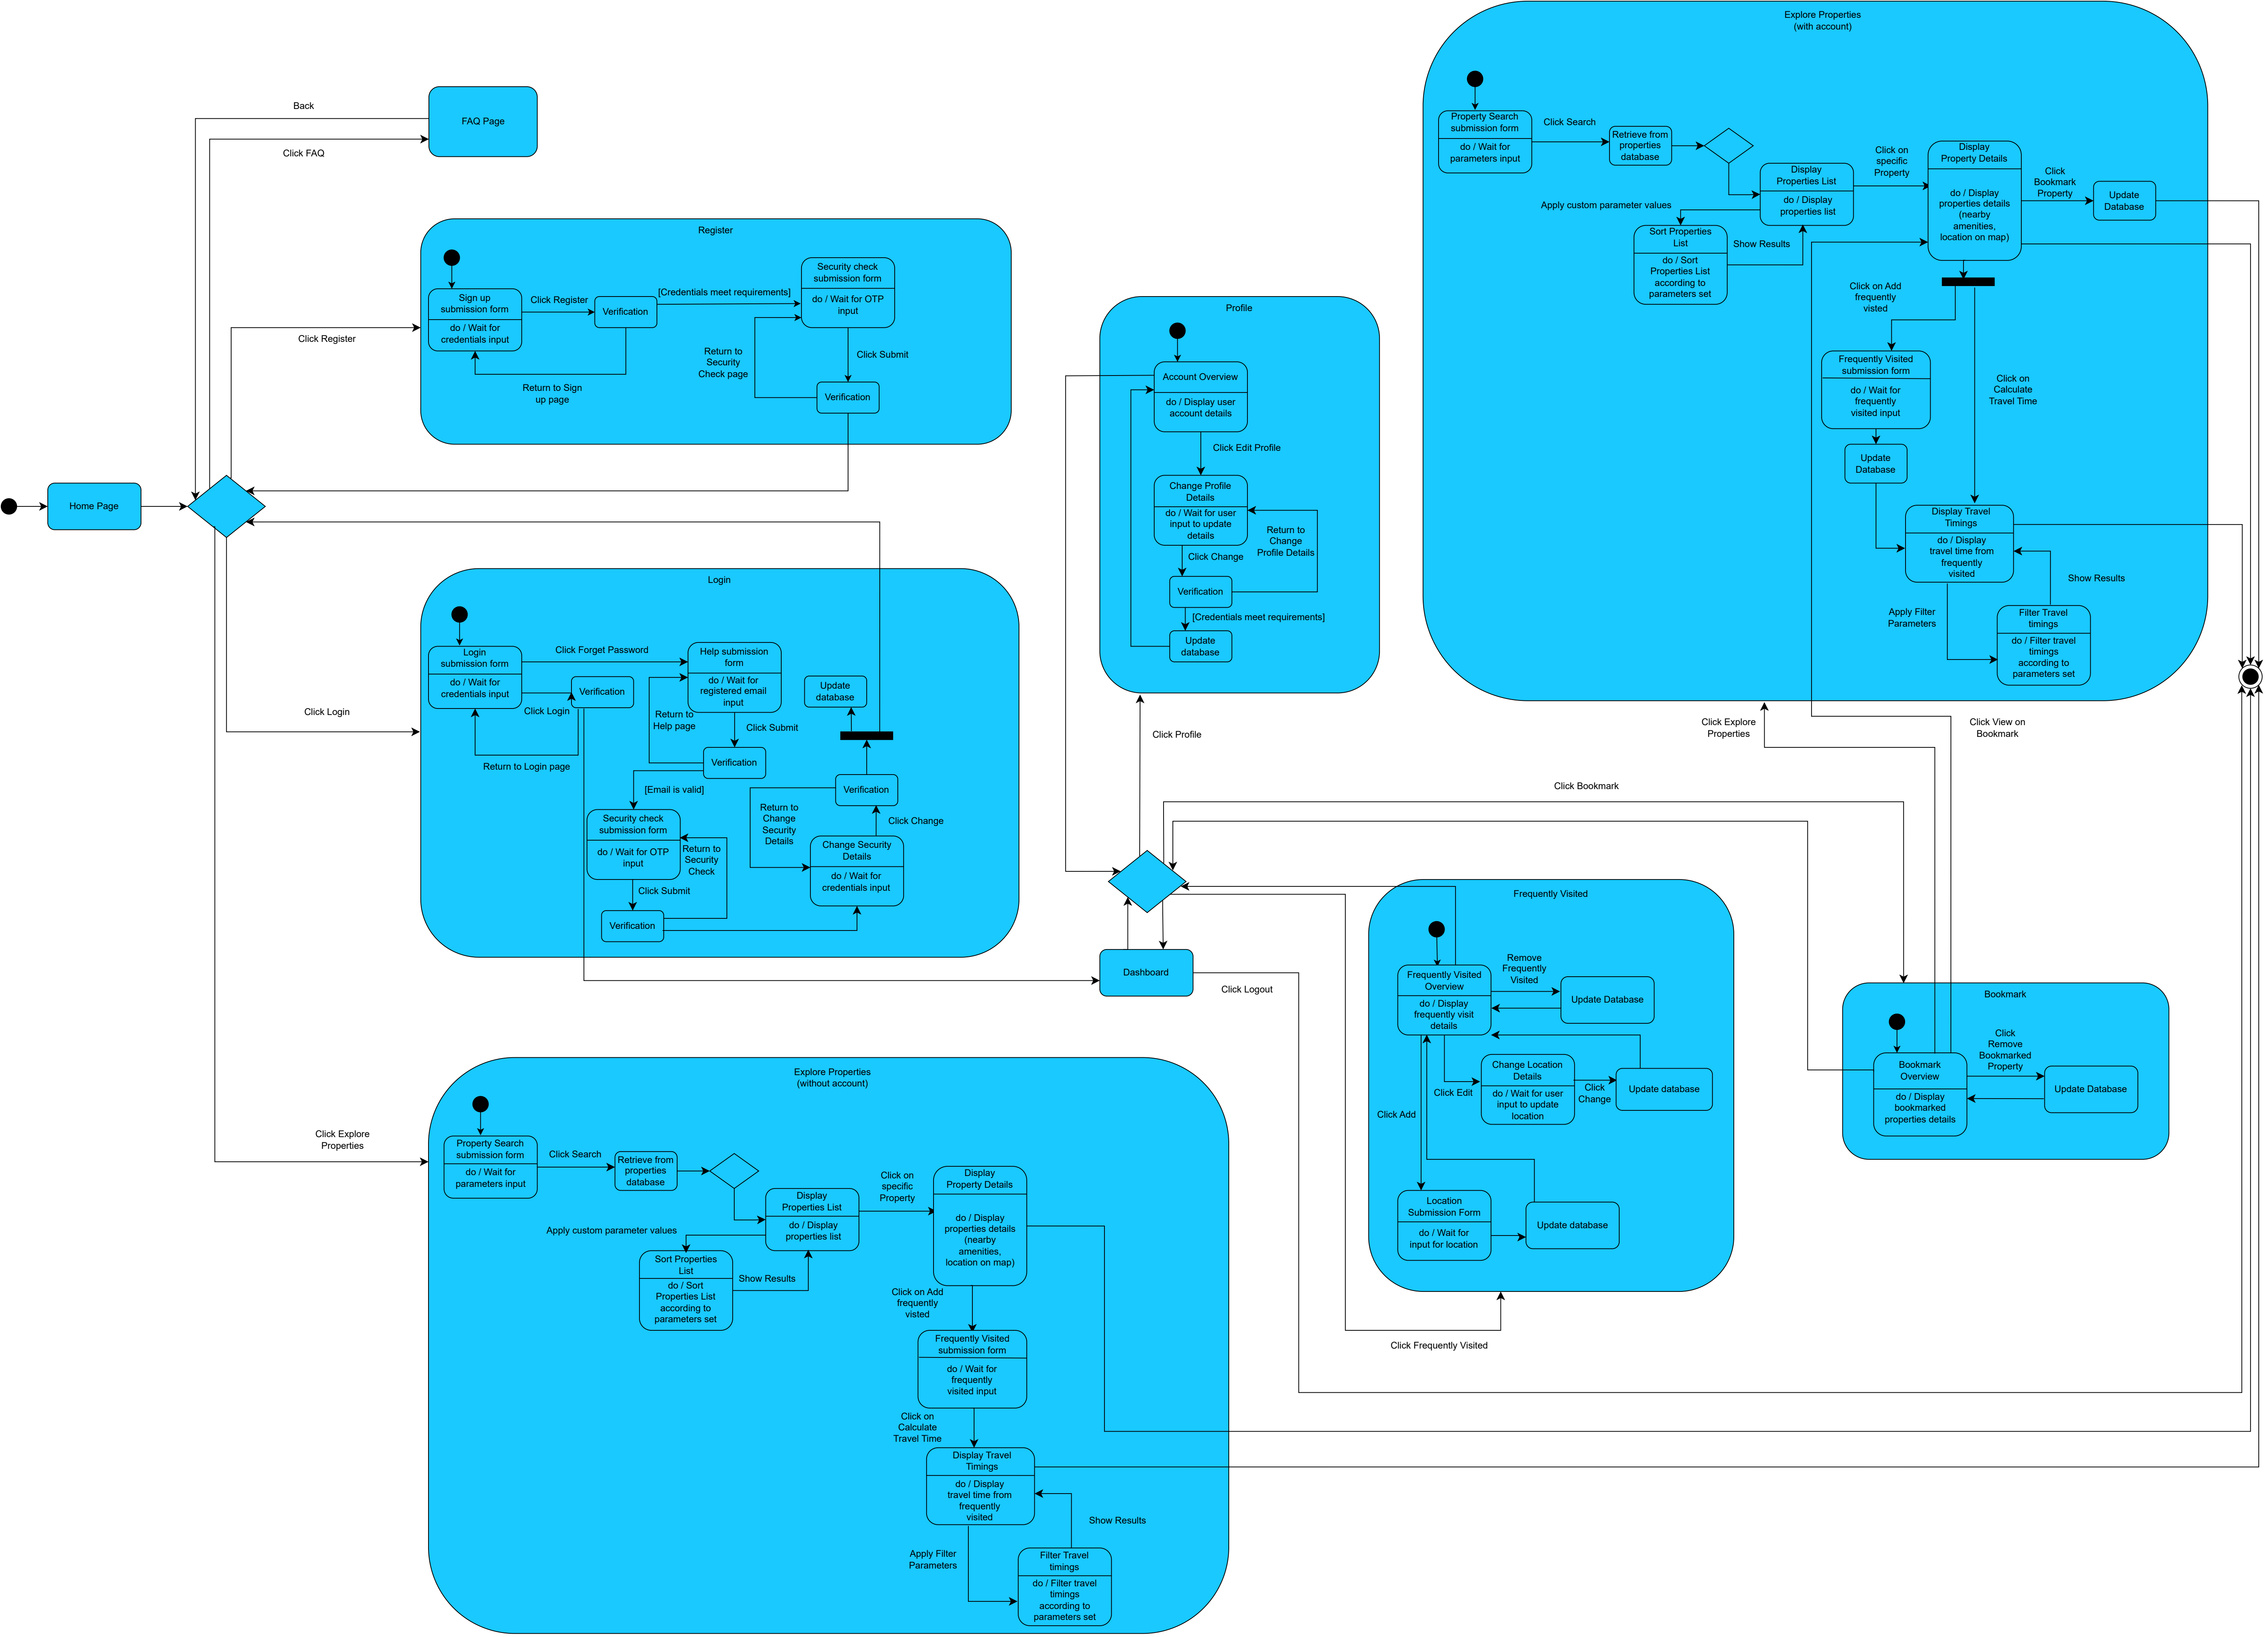 Explore Properties
(with account)
Property Search
submission form
do / Wait for
parameters input
Click Search
Retrieve from
properties
database
Display
Properties List
do / Display
properties list
Click on
specific
Property
Display
Property Details
do / Display
properties details
(nearby
amenities,
location on map)
Click
Bookmark
Property
Update
Database
Apply custom parameter values
Sort Properties
List
do / Sort
Properties List
according to
parameters set
Show Results
Click on Add
frequently
visted
Frequently Visited
submission form
do / Wait for
frequently
visited input
Click on
Calculate
Travel Time
Update
Database
Display Travel
Timings
do / Display
travel time from
frequently
visited
Show Results
Apply Filter
Parameters
Filter Travel
timings
do / Filter travel
timings
according to
parameters set
Back
FAQ Page
Click FAQ
Register
Sign up
submission form
do / Wait for
credentials input
Click Register
Verification
[Credentials meet requirements]
Security check
submission form
do / Wait for OTP
input
Return to
Security
Check page
Click Submit
Verification
Return to Sign
up page
Click Register
Home Page
Profile
Account Overview
do / Display user
account details
Click Edit Profile
Change Profile
Details
do / Wait for user
input to update
details
Return to
Change
Profile Details
Click Change
Verification
[Credentials meet requirements]
Update
database
Login
Login
submission form
do / Wait for
credentials input
Click Forget Password
Help submission
form
do / Wait for
registered email
input
Verification
Click Login
Return to Login page
Return to
Help page
Click Submit
Update
database
Verification
[Email is valid]
Security check
submission form
do / Wait for OTP
input
Return to
Security
Check
Click Submit
Verification
Return to
Change
Security
Details
Verification
Click Change
Change Security
Details
do / Wait for
credentials input
Click Login
Click Profile
Click Explore
Properties
Click View on
Bookmark
Click Bookmark
Dashboard
Click Logout
Frequently Visited
Frequently Visited
Overview
do / Display
frequently visit
details
Remove
Frequently
Visited
Update Database
Click Edit
Change Location
Details
do / Wait for user
input to update
location
Click
Change
Update database
Click Add
Location
Submission Form
do / Wait for
input for location
Update database
Click Frequently Visited
Bookmark
Bookmark
Overview
do / Display
bookmarked
properties details
Click
Remove
Bookmarked
Property
Update Database
Click Explore
Properties
Explore Properties
(without account)
Property Search
submission form
do / Wait for
parameters input
Click Search
Retrieve from
properties
database
Display
Properties List
do / Display
properties list
Click on
specific
Property
Display
Property Details
do / Display
properties details
(nearby
amenities,
location on map)
Apply custom parameter values
Sort Properties
List
do / Sort
Properties List
according to
parameters set
Show Results
Click on Add
frequently
visted
Frequently Visited
submission form
do / Wait for
frequently
visited input
Click on
Calculate
Travel Time
Display Travel
Timings
do / Display
travel time from
frequently
visited
Show Results
Apply Filter
Parameters
Filter Travel
timings
do / Filter travel
timings
according to
parameters set